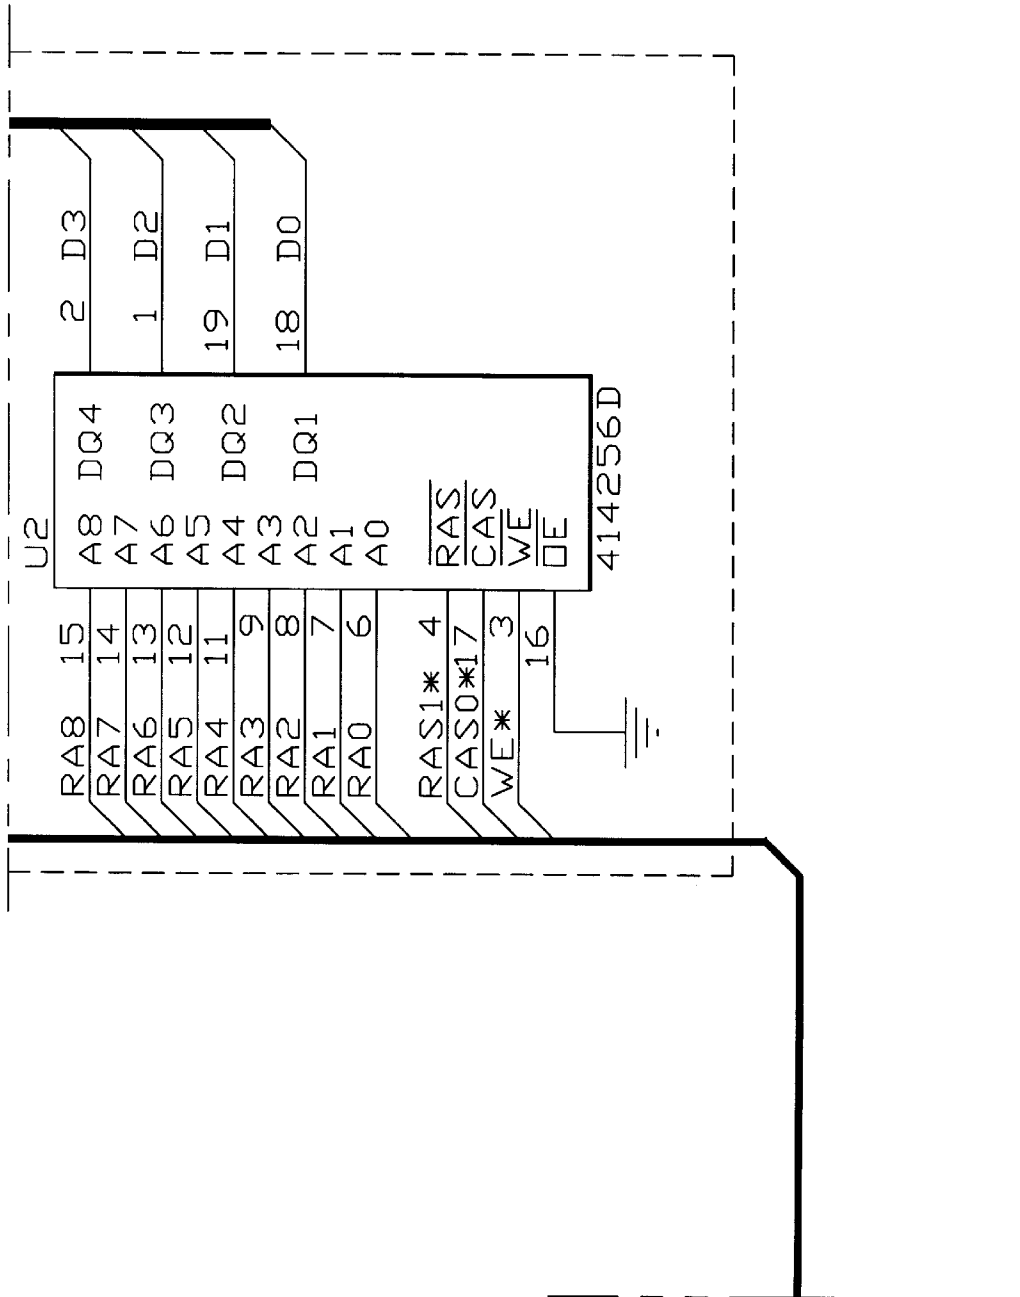 U2
RA8 15 A8 DQ4 2 D3
RA7 14 A7
RA6 13 A6 DQ3 1 D2
RA5 12 A5
RA4 11 A4 DQ2 19 D1
RA3 9 A3
RA2 8 A2 DQ1 18 D0
RA1 7 A1
RA0 6 A0
RAS1* 4 RAS
CAS0*17 CAS
WE* 3 WE
16 OE
414256D